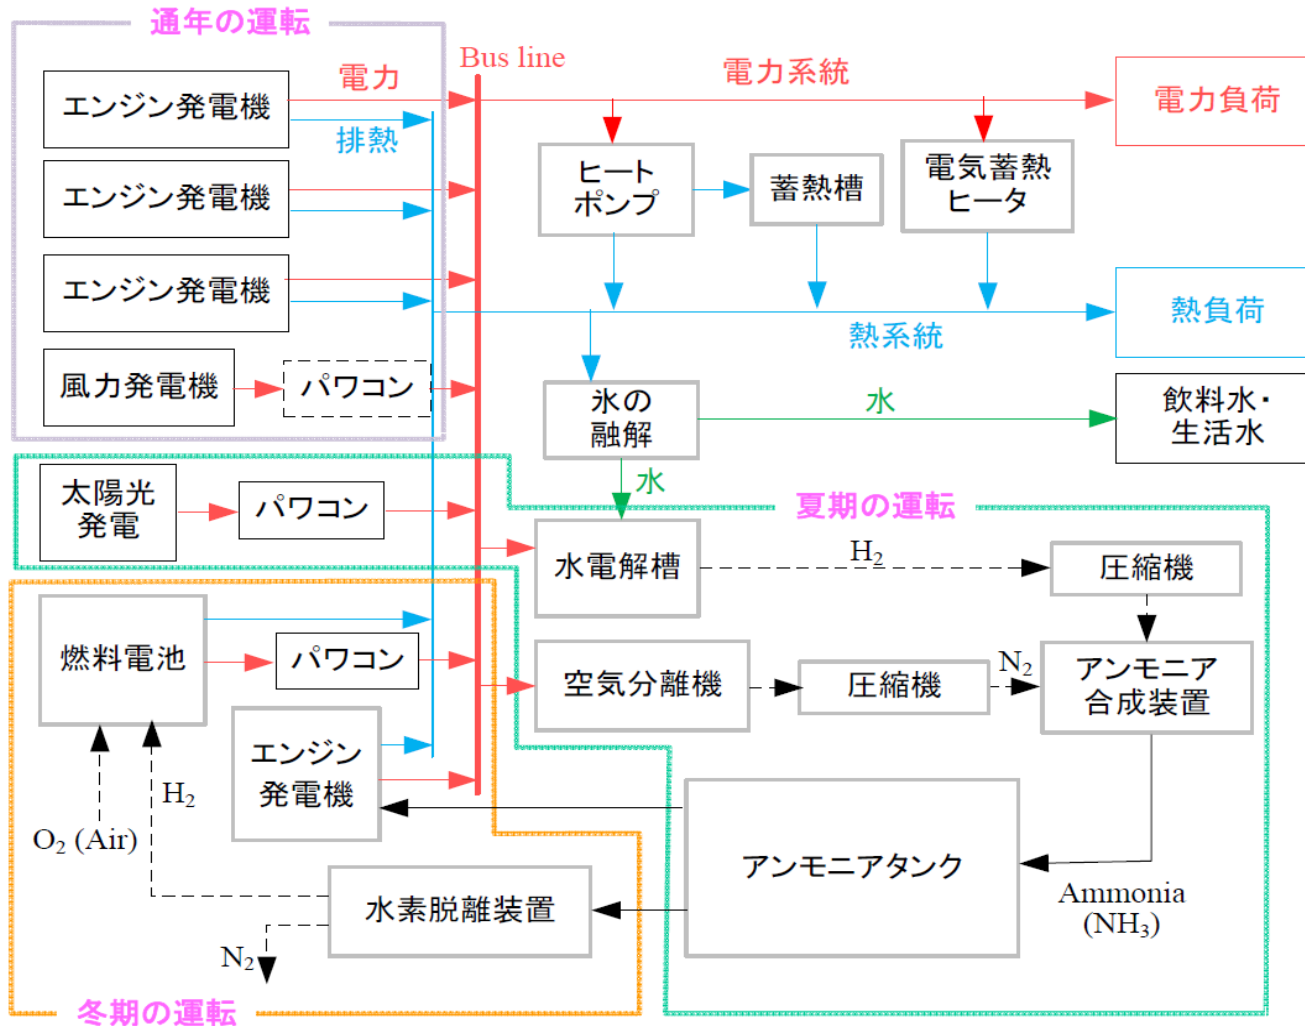 通年の運転
Bus line
エンジン発電機
電力
排熱
電力系統
電力負荷
エンジン発電機
ヒート
ポンプ
蓄熱槽
電気蓄熱
ヒータ
エンジン発電機
熱系統
熱負荷
風力発電機
パワコン
氷の
融解
水
飲料水・
生活水
水
太陽光
発電
パワコン
夏期の運転
水電解槽
H₂
圧縮機
燃料電池
パワコン
空気分離機
圧縮機
N₂
アンモニア
合成装置
エンジン
発電機
H₂
O₂ (Air)
アンモニアタンク
Ammonia
(NH₃)
水素脱離装置
N₂
冬期の運転